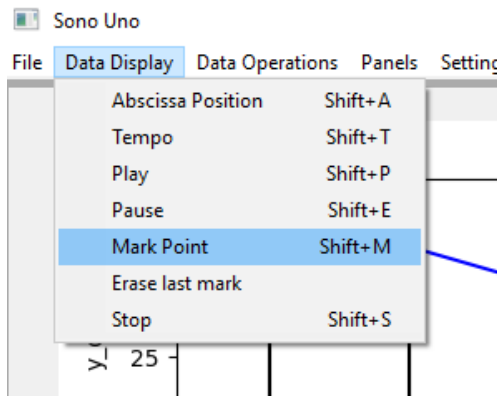 Sono Uno
File Data Display Data Operations Panels
Abscissa Position Shift+A
Tempo Shift+T
Play Shift+P
Pause Shift+E
Mark Point Shift+M
Erase last mark
Stop Shift+S
25